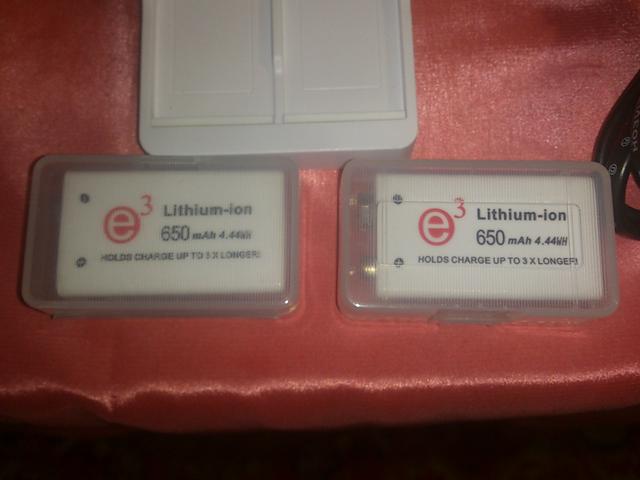 e3 Lithium-ion
650 mAh 4.44WH
HOLDS CHARGE UP TO 3 X LONGER!
e3 Lithium-ion
650 mAh 4.44WH
HOLDS CHARGE UP TO 3 X LONGER!